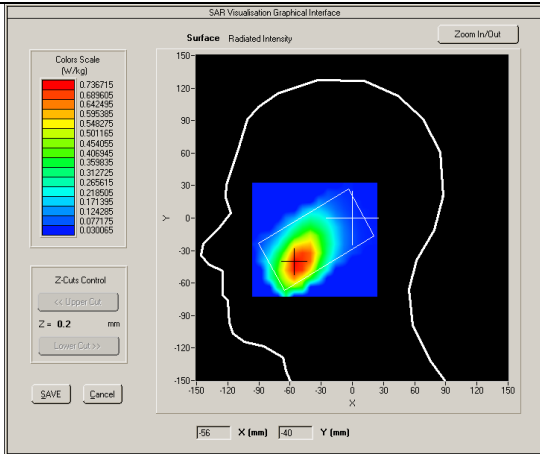 SAR Visualisation Graphical Interface
Surface Radiated Intensity
Zoom In/Out
Colors Scale
(W/kg)
0.736715
0.689605
0.642495
0.595385
0.548275
0.501165
0.454055
0.406945
0.359835
0.312725
0.265615
0.218505
0.171395
0.124285
0.077175
0.030065
Z-Cuts Control
<< Upper Cut
Z = 0.2 mm
Lower Cut >>
SAVE Cancel
150
90
60
30
0
-30
-60
-90
-120
-150
Y
-150 -120 -90 -60 -30 0 30 60 90 120 150
X
-56 X (mm) -40 Y (mm)